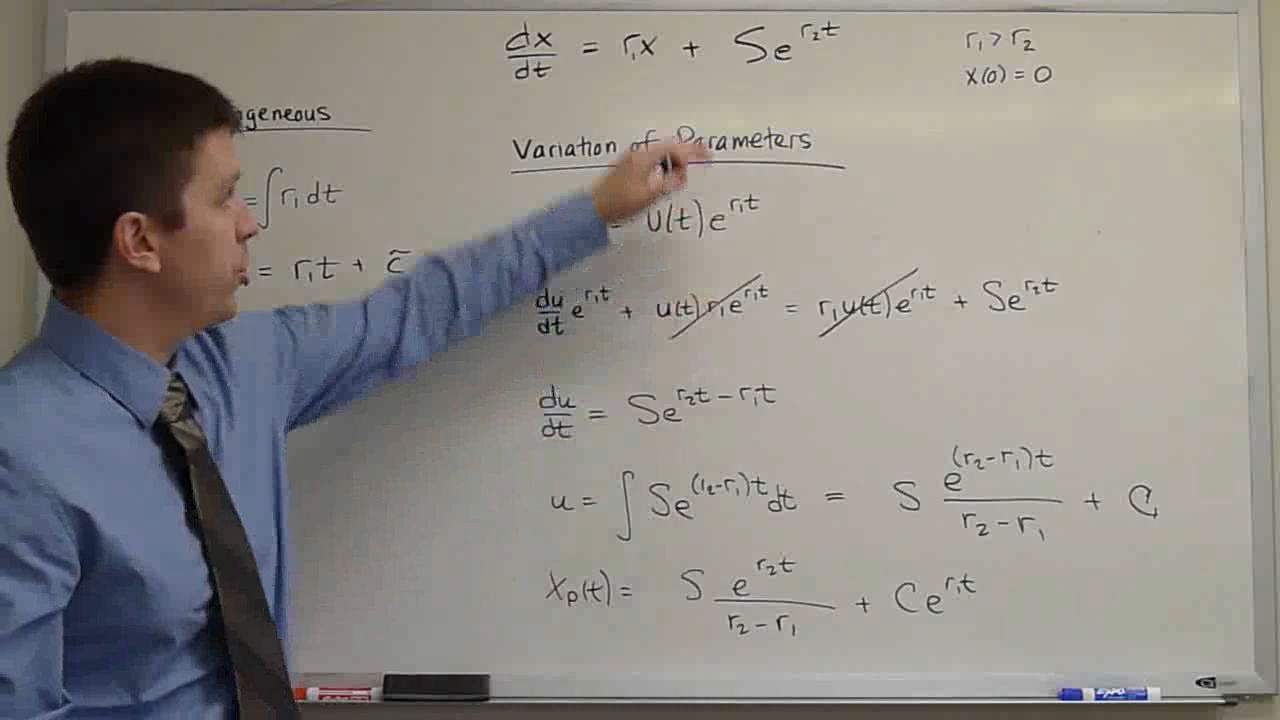 dx/dt = r₁x + Se^(r₂t)
r₁ > r₂
x(0) = 0
geneous
= ∫ r₁ dt
= r₁t + c̃
Variation of Parameters
= u(t)e^(r₁t)
du/dt e^(r₁t) + u(t)r₁e^(r₁t) = r₁u(t)e^(r₁t) + Se^(r₂t)
du/dt = Se^(r₂t - r₁t)
u = ∫ Se^((r₂-r₁)t) dt = S e^((r₂-r₁)t)/(r₂-r₁) + C
Xₚ(t) = S e^(r₂t)/(r₂-r₁) + Ce^(r₁t)
EXPO